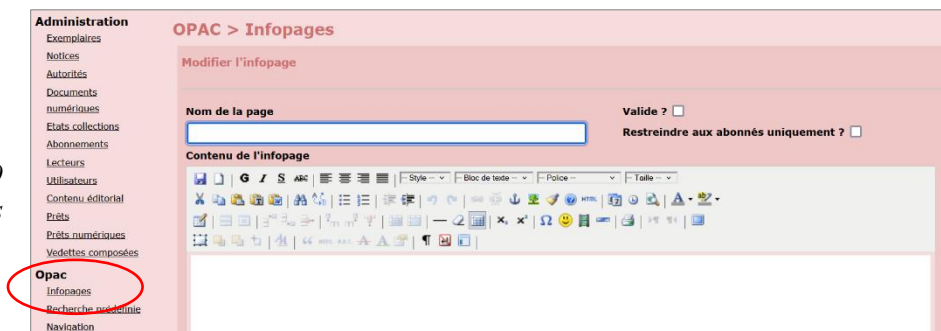 Administration
Exemplaires
Notices
Autorités
Documents
numériques
Etats collections
Abonnements
Lecteurs
Utilisateurs
Contenu éditorial
Prêts
Prêts numériques
Vedettes composées
Opac
Infopages
Recherche prédéfinie
Navigation
OPAC > Infopages
Modifier l'infopage
Nom de la page
Valide ?
Restreindre aux abonnés uniquement ?
Contenu de l'infopage
G I S ABC -- Style -- -- Bloc de texte -- -- Police -- -- Taille --
HTML A